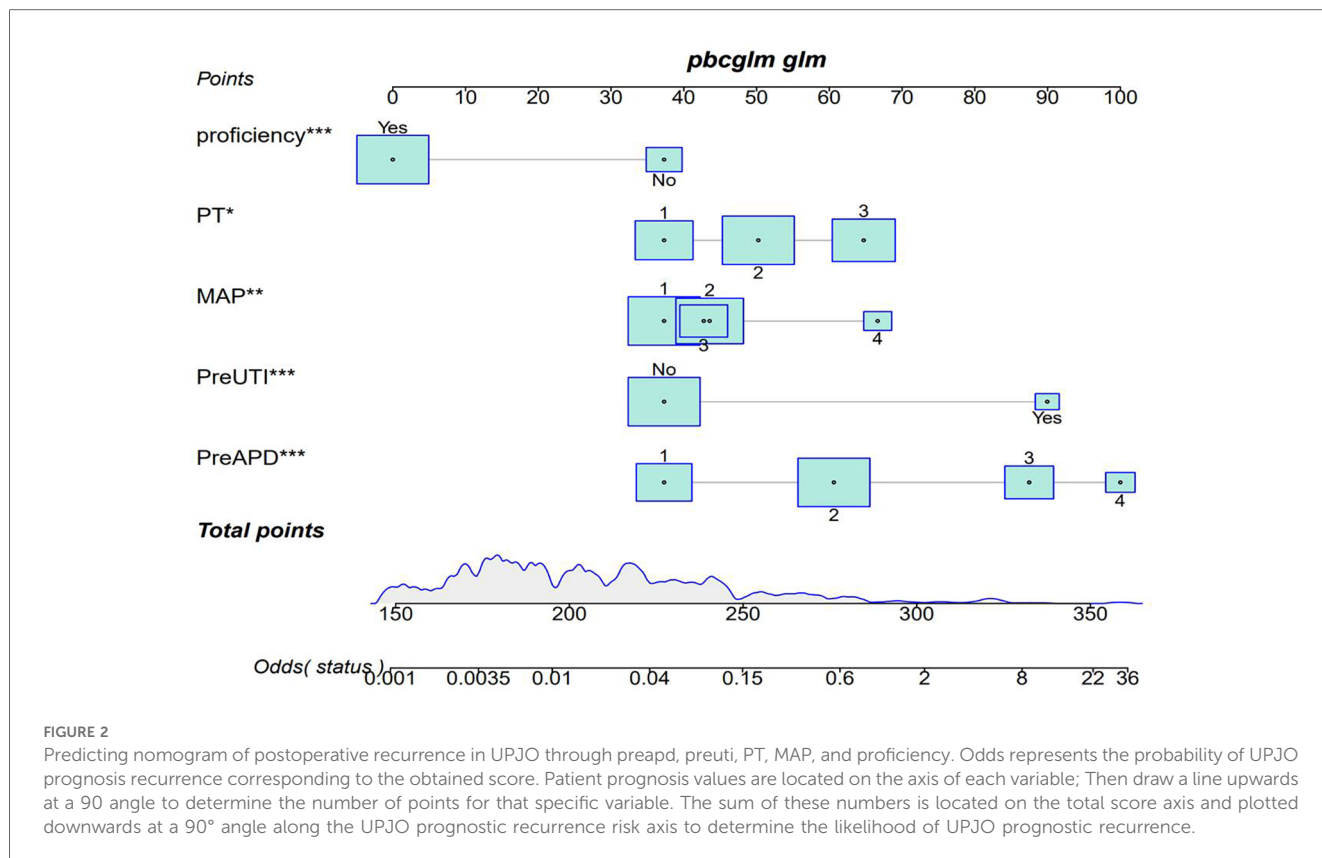 pbcglm glm
Points
0 10 20 30 40 50 60 70 80 90 100
proficiency***
Yes
No
PT*
1 3
2
MAP**
1 2
3 4
PreUTI***
No
Yes
PreAPD***
1 3
2 4
Total points
150 200 250 300 350
Odds( status )
0.001 0.0035 0.01 0.04 0.15 0.6 2 8 22 36
FIGURE 2
Predicting nomogram of postoperative recurrence in UPJO through preapd, preuti, PT, MAP, and proficiency. Odds represents the probability of UPJO
prognosis recurrence corresponding to the obtained score. Patient prognosis values are located on the axis of each variable; Then draw a line upwards
at a 90 angle to determine the number of points for that specific variable. The sum of these numbers is located on the total score axis and plotted
downwards at a 90° angle along the UPJO prognostic recurrence risk axis to determine the likelihood of UPJO prognostic recurrence.